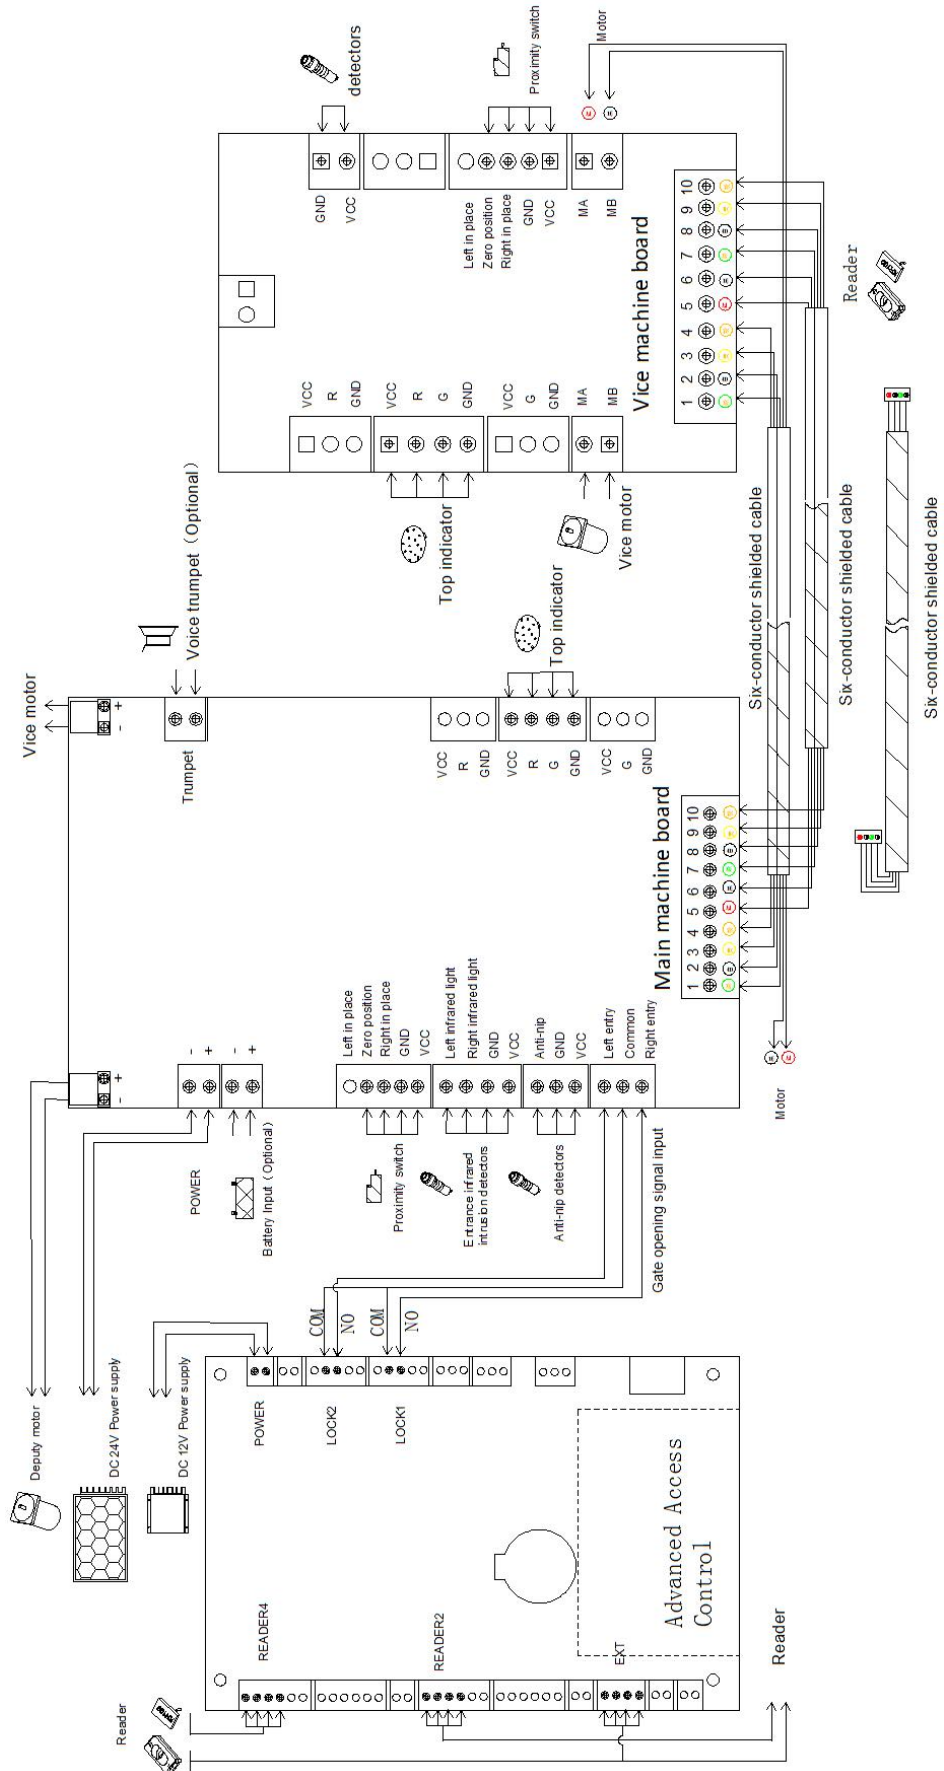 detectors
Proximity switch
Motor
GND
VCC
Left in place
Zero position
Right in place
GND
VCC
MA
MB
Vice machine board
1 2 3 4 5 6 7 8 9 10
VCC
R
GND
VCC
R
G
GND
VCC
G
GND
MA
MB
Top indicator
Vice motor
Reader
Six-conductor shielded cable
Six-conductor shielded cable
Six-conductor shielded cable
Voice trumpet (Optional)
Vice motor
+
-
Trumpet
Top indicator
VCC
R
GND
VCC
R
G
GND
VCC
G
GND
Main machine board
1 2 3 4 5 6 7 8 9 10
+
-
-
+
-
+
POWER
Battery Input (Optional)
Left in place
Zero position
Right in place
GND
VCC
Left infrared light
Right infrared light
GND
VCC
Anti-nip
GND
VCC
Left entry
Common
Right entry
Proximity switch
Entrance infrared
intrusion detectors
Anti-nip detectors
Gate opening signal input
Motor
Deputy motor
DC 24V Power supply
DC 12V Power supply
COM
NO
COM
NO
POWER
LOCK2
LOCK1
Advanced Access
Control
READER4
READER2
EXT
Reader
Reader